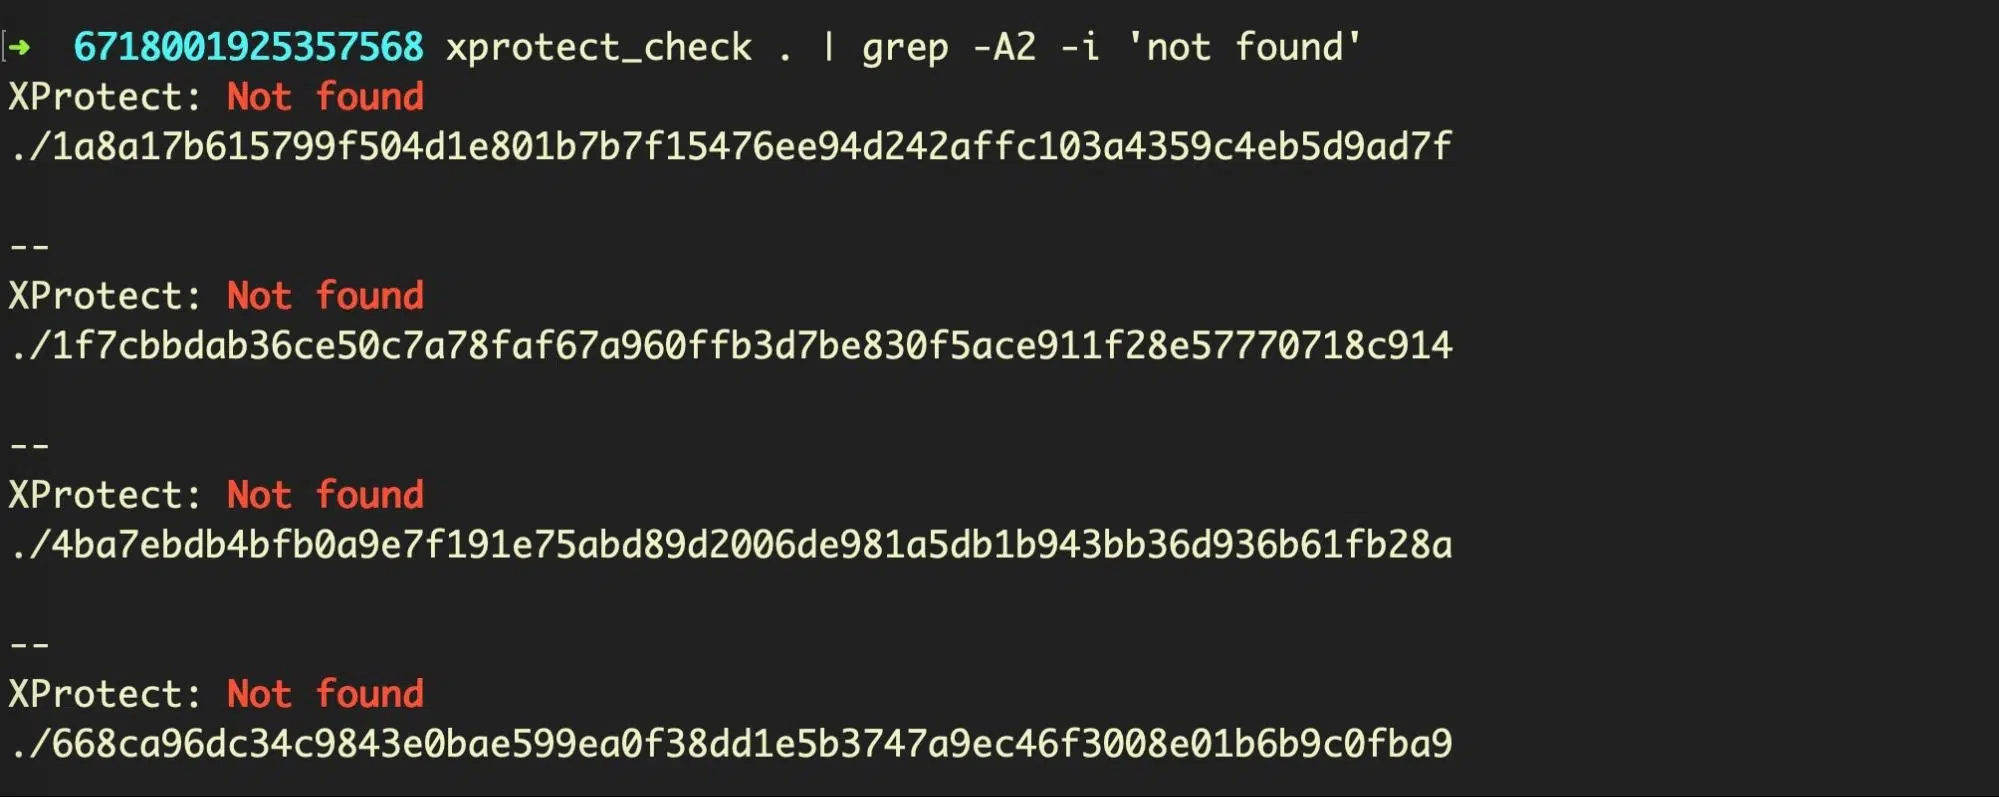 ➜ 6718001925357568 xprotect_check . | grep -A2 -i 'not found'
XProtect: Not found
./1a8a17b615799f504d1e801b7b7f15476ee94d242affc103a4359c4eb5d9ad7f
--
XProtect: Not found
./1f7cbbdab36ce50c7a78faf67a960ffb3d7be830f5ace911f28e57770718c914
--
XProtect: Not found
./4ba7ebdb4bfb0a9e7f191e75abd89d2006de981a5db1b943bb36d936b61fb28a
--
XProtect: Not found
./668ca96dc34c9843e0bae599ea0f38dd1e5b3747a9ec46f3008e01b6b9c0fba9